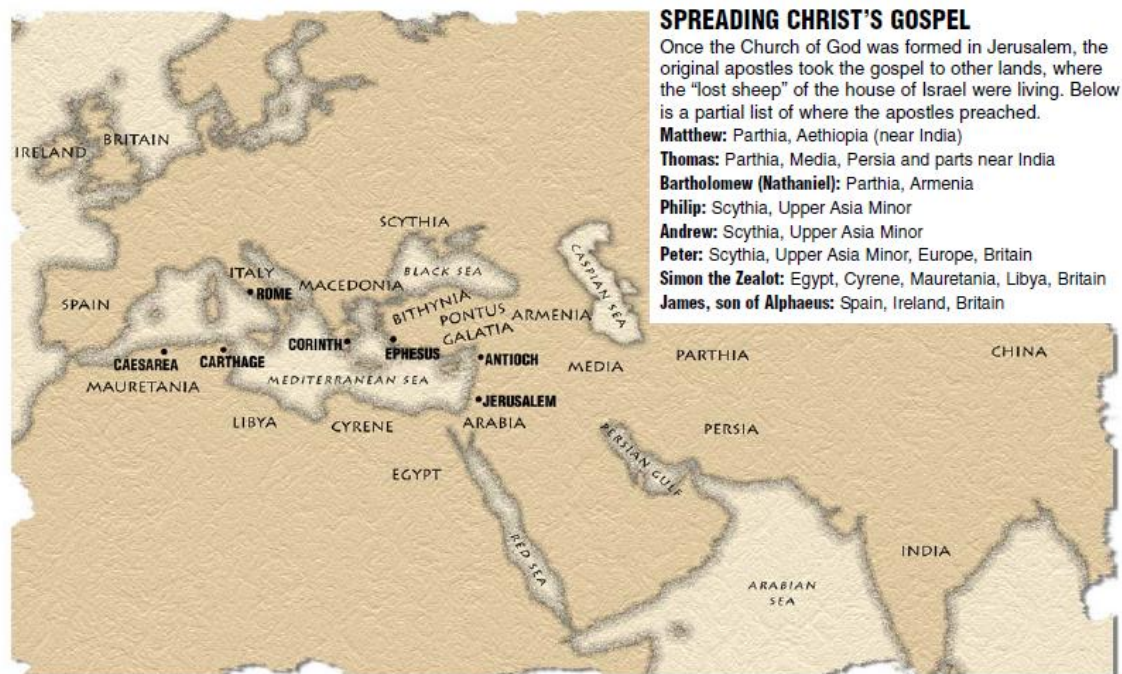 SPREADING CHRIST'S GOSPEL
Once the Church of God was formed in Jerusalem, the
original apostles took the gospel to other lands, where
the “lost sheep” of the house of Israel were living. Below
is a partial list of where the apostles preached.
Matthew: Parthia, Aethiopia (near India)
Thomas: Parthia, Media, Persia and parts near India
Bartholomew (Nathaniel): Parthia, Armenia
Philip: Scythia, Upper Asia Minor
Andrew: Scythia, Upper Asia Minor
Peter: Scythia, Upper Asia Minor, Europe, Britain
Simon the Zealot: Egypt, Cyrene, Mauretania, Libya, Britain
James, son of Alphaeus: Spain, Ireland, Britain
BRITAIN
IRELAND
SCYTHIA
CASPIAN SEA
ITALY
BLACK SEA
MACEDONIA
ROME
SPAIN
BITHYNIA
PONTUS
ARMENIA
GALATIA
CORINTH
EPHESUS
ANTIOCH
CAESAREA
CARTHAGE
MEDIA
PARTHIA
CHINA
MAURETANIA
MEDITERRANEAN SEA
JERUSALEM
LIBYA
CYRENE
ARABIA
PERSIA
PERSIAN GULF
EGYPT
RED SEA
INDIA
ARABIAN
SEA